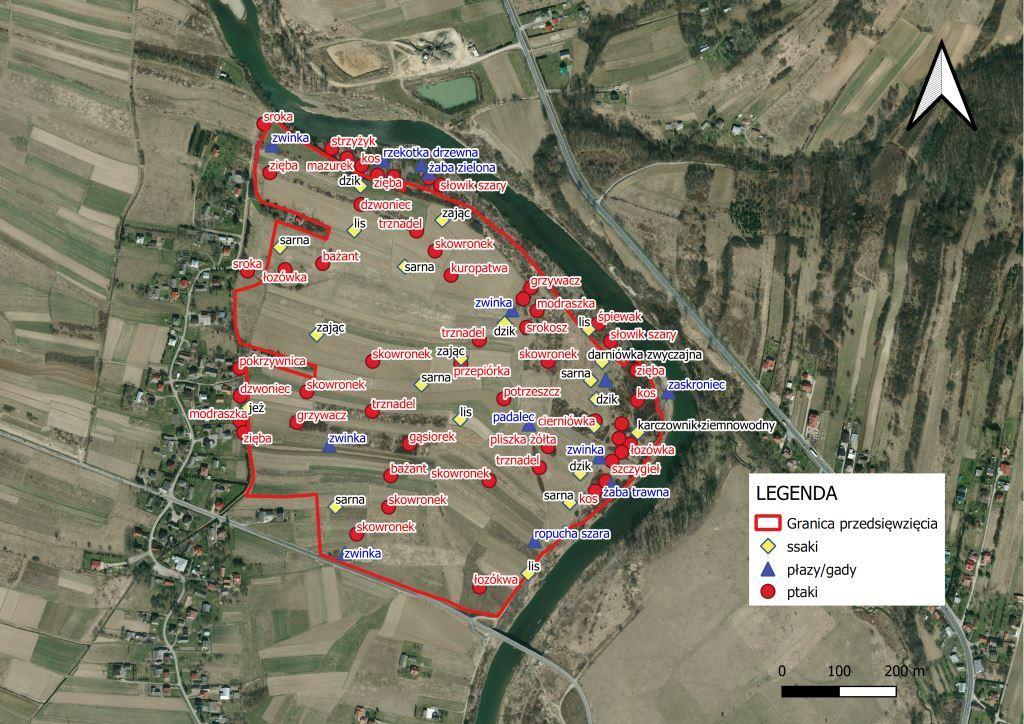 sroka
zwinka
strzyżyk
kos
rzekotka drzewna
mazurek
żaba zielona
zięba
dzik
zięba
słowik szary
dzwoniec
zając
lis
trznadel
sarna
skowronek
bażant
sroka
sarna
kuropatwa
łozówka
grzywacz
zwinka
modraszka
śpiewak
lis
zając
dzik
srokosz
słowik szary
trznadel
skowronek
zając
skowronek
darniówka zwyczajna
pokrzywnica
przepiórka
zięba
sarna
sarna
zaskroniec
dzwoniec
skowronek
potrzeszcz
dzik
kos
jeż
modraszka
grzywacz
trznadel
lis
padalec
cierniówka
karczownik ziemnowodny
zięba
zwinka
gąsiorek
pliszka żółta
zwinka
łozówka
trznadel
dzik
szczygieł
bażant
skowronek
sarna
skowronek
sarna
kos
żaba trawna
skowronek
ropucha szara
zwinka
łozókwa
lis
LEGENDA
Granica przedsięwzięcia
ssaki
płazy/gady
ptaki
0 100 200 m